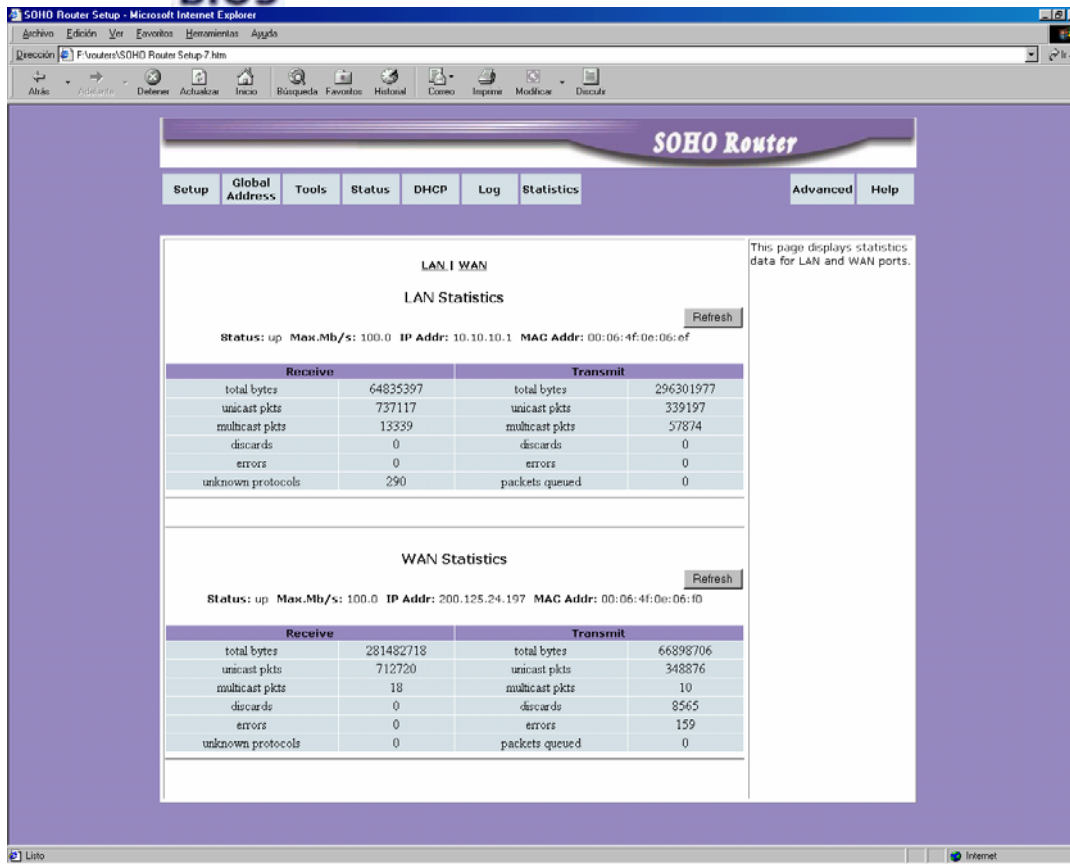 SOHO Router Setup - Microsoft Internet Explorer
Archivo Edición Ver Favoritos Herramientas Ayuda
Dirección F:\routers\SOHO Router Setup-7.htm
Atrás Adelante Detener Actualizar Inicio Búsqueda Favoritos Historial Correo Imprimir Modificar Discutir
SOHO Router
Setup Global Address Tools Status DHCP Log Statistics Advanced Help
This page displays statistics data for LAN and WAN ports.
LAN | WAN
LAN Statistics
Refresh
Status: up Max.Mb/s: 100.0 IP Addr: 10.10.10.1 MAC Addr: 00:06:4f:0e:06:ef
Receive Transmit
total bytes 64835397 total bytes 296301977
unicast pkts 737117 unicast pkts 339197
multicast pkts 13339 multicast pkts 57874
discards 0 discards 0
errors 0 errors 0
unknown protocols 290 packets queued 0
WAN Statistics
Refresh
Status: up Max.Mb/s: 100.0 IP Addr: 200.125.24.197 MAC Addr: 00:06:4f:0e:06:f0
Receive Transmit
total bytes 281482718 total bytes 66898706
unicast pkts 712720 unicast pkts 348876
multicast pkts 18 multicast pkts 10
discards 0 discards 8565
errors 0 errors 159
unknown protocols 0 packets queued 0
Listo Internet